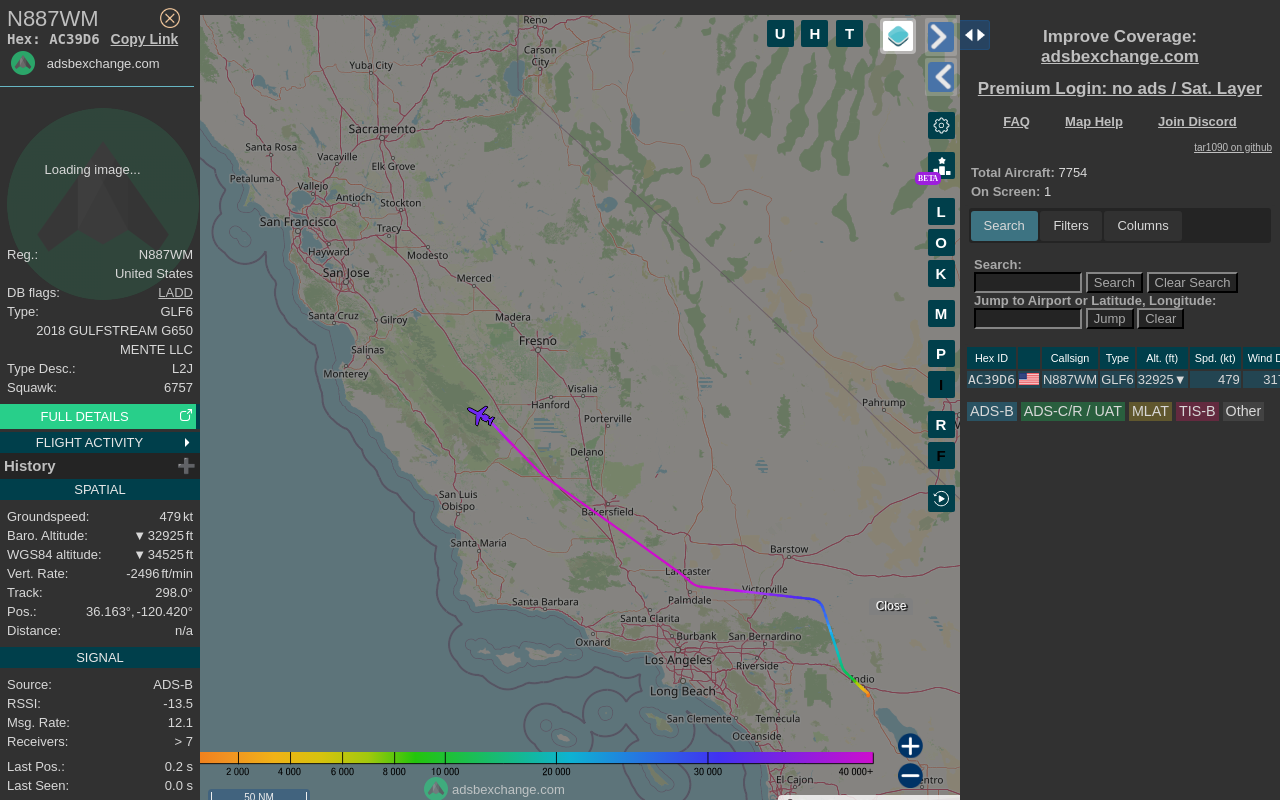 N887WM
Hex: AC39D6 Copy Link
adsbexchange.com
Loading image...
Reg.: N887WM
United States
DB flags: LADD
Type: GLF6
2018 GULFSTREAM G650
MENTE LLC
Type Desc.: L2J
Squawk: 6757
FULL DETAILS
FLIGHT ACTIVITY
History
SPATIAL
Groundspeed: 479 kt
Baro. Altitude: ▼ 32925 ft
WGS84 altitude: ▼ 34525 ft
Vert. Rate: -2496 ft/min
Track: 298.0°
Pos.: 36.163°, -120.420°
Distance: n/a
SIGNAL
Source: ADS-B
RSSI: -13.5
Msg. Rate: 12.1
Receivers: > 7
Last Pos.: 0.2 s
Last Seen: 0.0 s
Reno
Carson
City
Yuba City
Sacramento
Santa Rosa
Vacaville
Elk Grove
Petaluma
Vallejo
Antioch
Stockton
San Francisco
Tracy
Hayward
Modesto
San Jose
Merced
Santa Cruz
Gilroy
Madera
Salinas
Fresno
Monterey
Visalia
Hanford
Porterville
Pahrump
Delano
San Luis
Obispo
Bakersfield
Santa Maria
Barstow
Lancaster
Victorville
Palmdale
Santa Barbara
Santa Clarita
Oxnard
Burbank
San Bernardino
Los Angeles
Riverside
Indio
Long Beach
San Clemente
Temecula
Oceanside
El Cajon
Close
U H T
BETA
L
O
K
M
P
I
R
F
2 000 4 000 6 000 8 000 10 000 20 000 30 000 40 000+
adsbexchange.com
50 NM
Improve Coverage:
adsbexchange.com
Premium Login: no ads / Sat. Layer
FAQ Map Help Join Discord
tar1090 on github
Total Aircraft: 7754
On Screen: 1
Search Filters Columns
Search:
Search Clear Search
Jump to Airport or Latitude, Longitude:
Jump Clear
Hex ID Callsign Type Alt. (ft) Spd. (kt) Wind D
AC39D6 N887WM GLF6 32925▼ 479 317
ADS-B ADS-C/R / UAT MLAT TIS-B Other